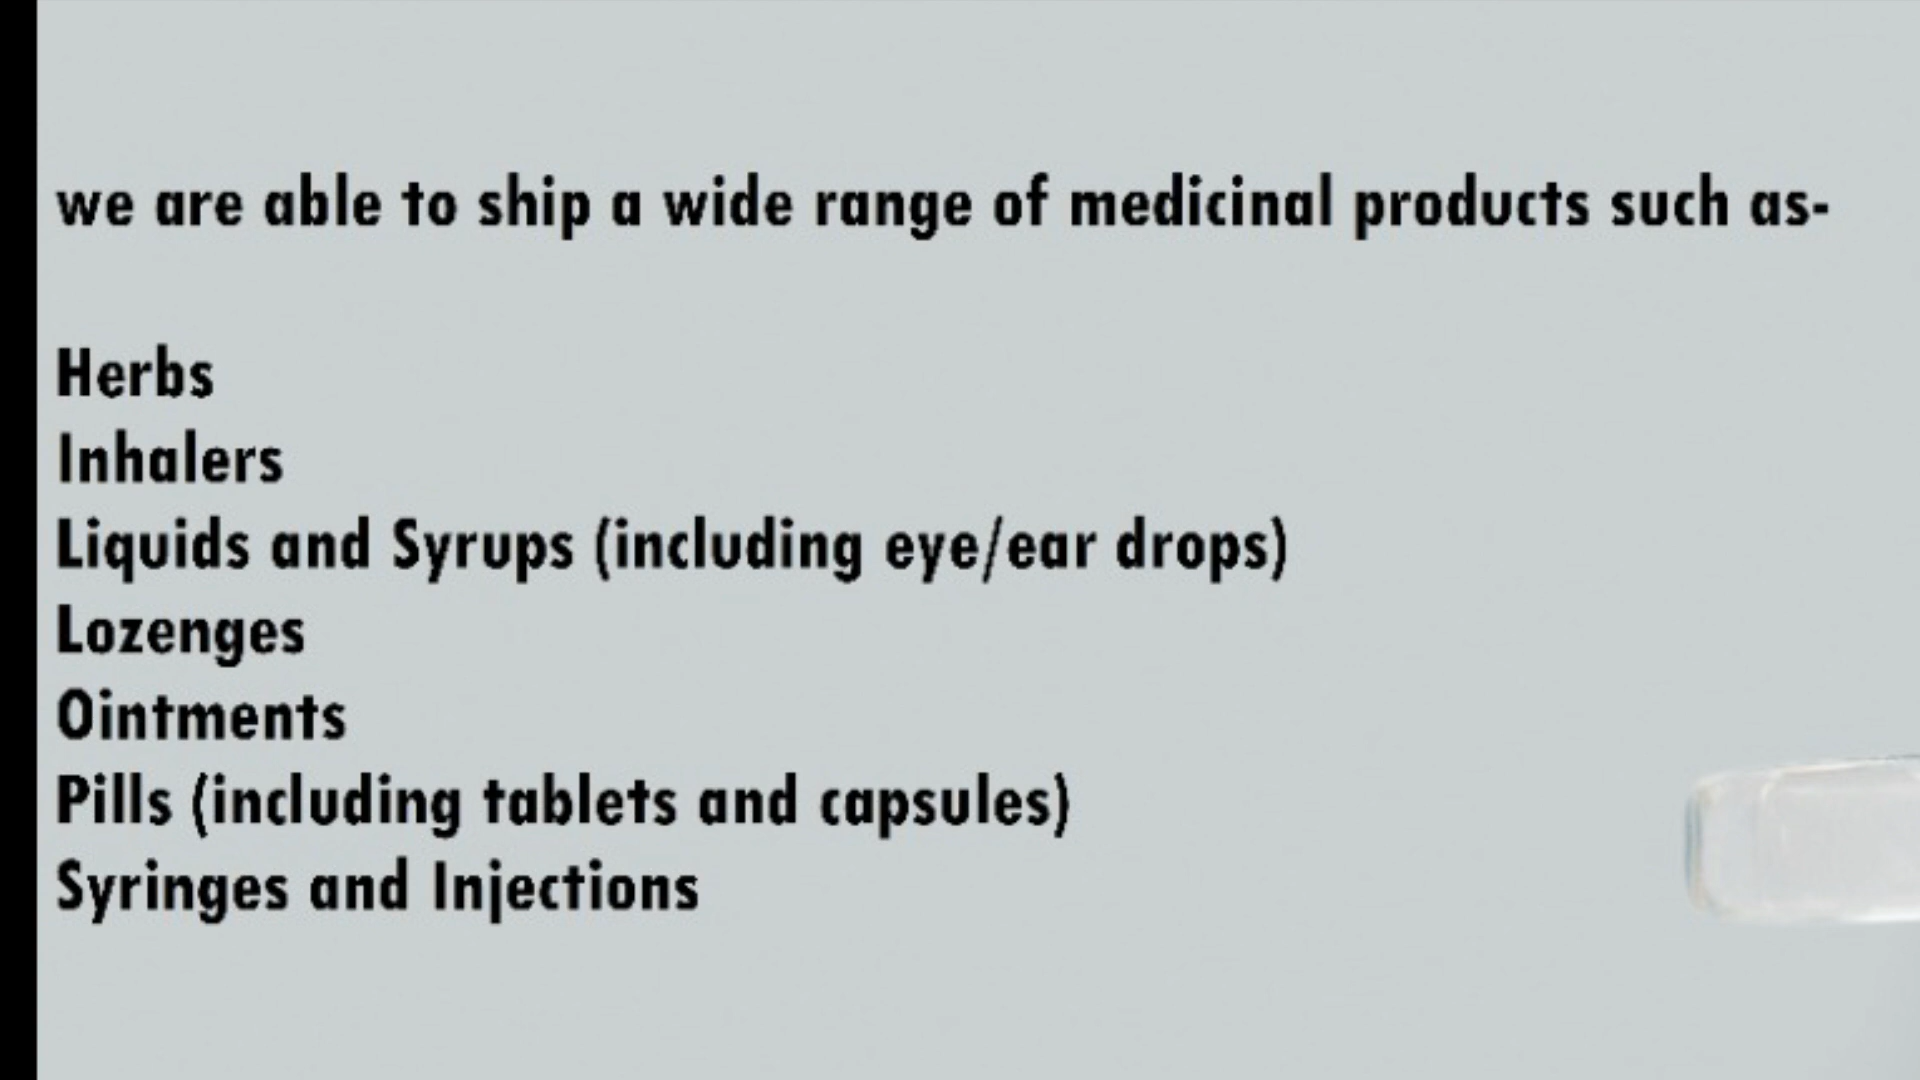 we are able to ship a wide range of medicinal products such as-
Herbs
Inhalers
Liquids and Syrups (including eye/ear drops)
Lozenges
Ointments
Pills (including tablets and capsules)
Syringes and Injections